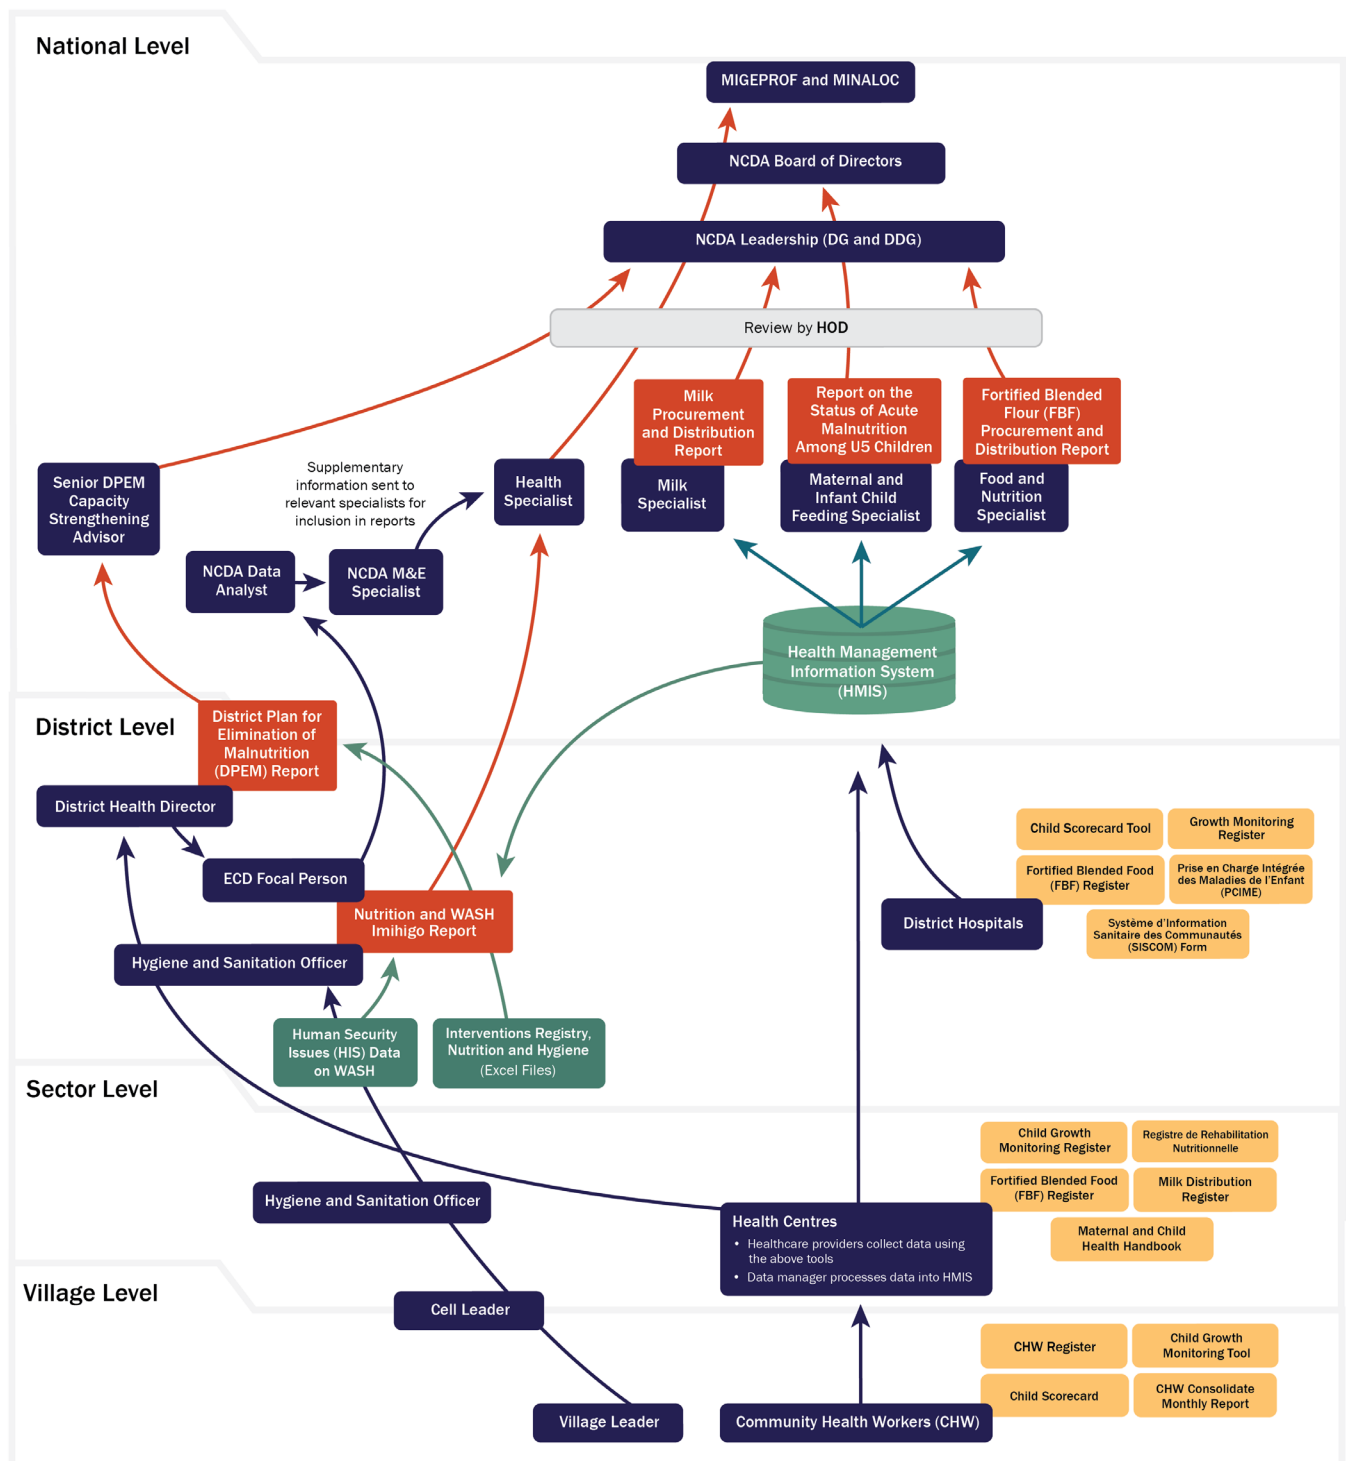 National Level
MIGEPROF and MINALOC
NCDA Board of Directors
NCDA Leadership (DG and DDG)
Review by HOD
Milk
Procurement
and Distribution
Report
Report on the
Status of Acute
Malnutrition
Among U5 Children
Fortified Blended
Flour (FBF)
Procurement and
Distribution Report
Senior DPEM
Capacity
Strengthening
Advisor
Supplementary
information sent to
relevant specialists for
inclusion in reports
Health
Specialist
Milk
Specialist
Maternal and
Infant Child
Feeding Specialist
Food and
Nutrition
Specialist
NCDA Data
Analyst
NCDA M&E
Specialist
Health Management
Information System
(HMIS)
District Level
District Plan for
Elimination of
Malnutrition
(DPEM) Report
District Health Director
ECD Focal Person
Nutrition and WASH
Imihigo Report
Hygiene and Sanitation Officer
Human Security
Issues (HIS) Data
on WASH
Interventions Registry,
Nutrition and Hygiene
(Excel Files)
Child Scorecard Tool
Growth Monitoring
Register
Fortified Blended Food
(FBF) Register
Prise en Charge Intégrée
des Maladies de l'Enfant
(PCIME)
District Hospitals
Système d'Information
Sanitaire des Communautés
(SISCOM) Form
Sector Level
Child Growth
Monitoring Register
Registre de Rehabilitation
Nutritionnelle
Fortified Blended Food
(FBF) Register
Milk Distribution
Register
Maternal and Child
Health Handbook
Hygiene and Sanitation Officer
Health Centres
• Healthcare providers collect data using
the above tools
• Data manager processes data into HMIS
Village Level
Cell Leader
CHW Register
Child Growth
Monitoring Tool
Child Scorecard
CHW Consolidate
Monthly Report
Village Leader
Community Health Workers (CHW)